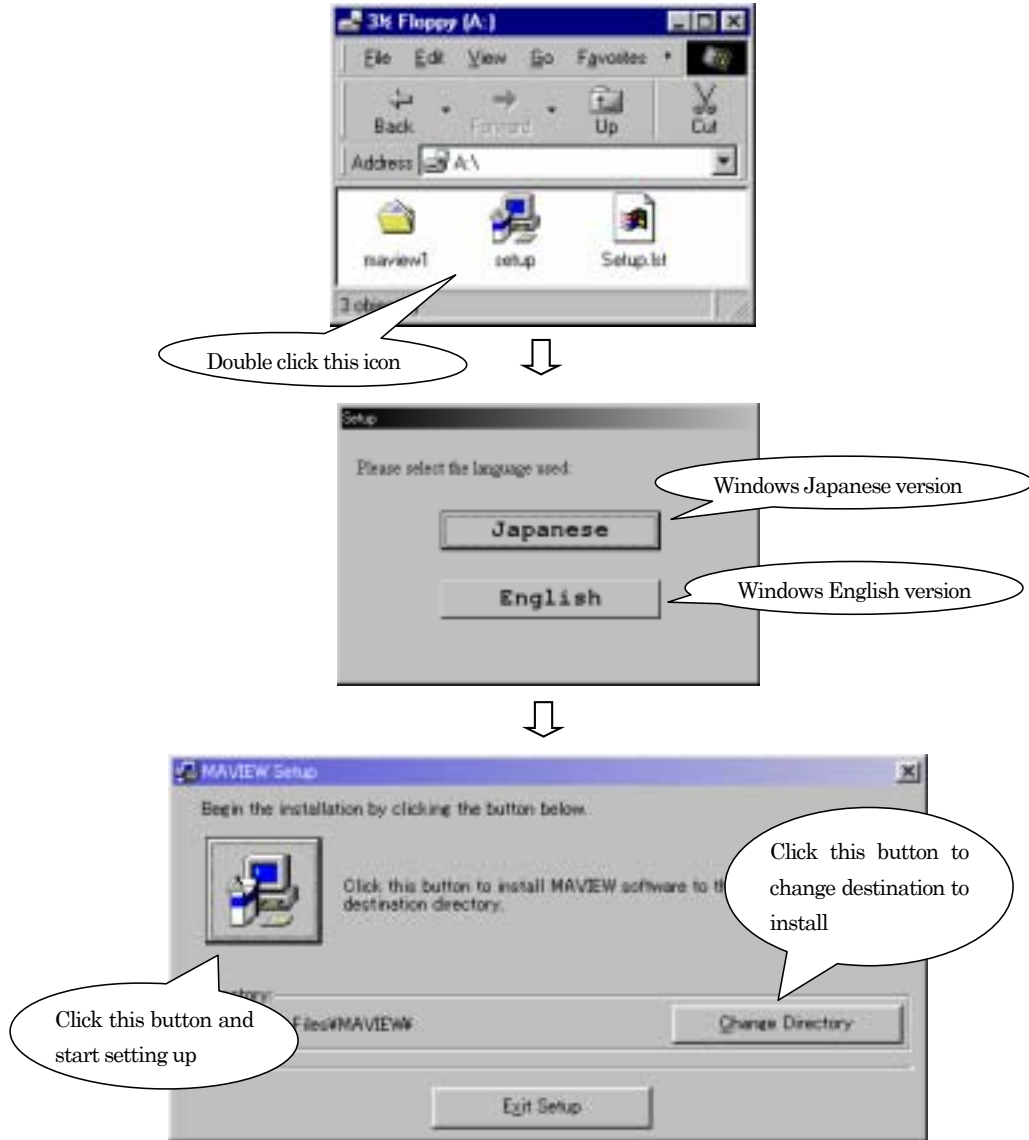 3½ Floppy (A:)
File Edit View Go Favorites
Back Forward Up Cut
Address A:\
maview1 setup Setup.lst
3
Double click this icon
Setup
Please select the language used:
Japanese
Windows Japanese version
English
Windows English version
MAVIEW Setup
Begin the installation by clicking the button below.
Click this button to install MAVIEW software to
destination directory.
Click this button to
change destination to
install
Files¥MAVIEW¥
Change Directory
Click this button and
start setting up
Exit Setup